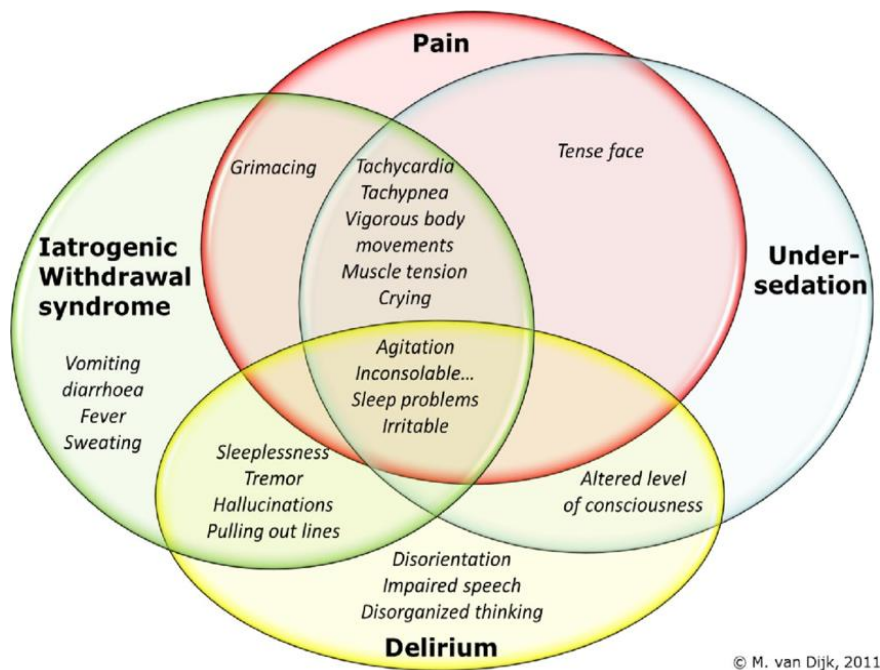 Pain
Grimacing
Tachycardia
Tachypnea
Vigorous body
movements
Muscle tension
Crying
Tense face
Iatrogenic
Withdrawal
syndrome
Under-
sedation
Vomiting
diarrhoea
Fever
Sweating
Agitation
Inconsolable...
Sleep problems
Irritable
Sleeplessness
Tremor
Hallucinations
Pulling out lines
Altered level
of consciousness
Disorientation
Impaired speech
Disorganized thinking
Delirium
© M. van Dijk, 2011